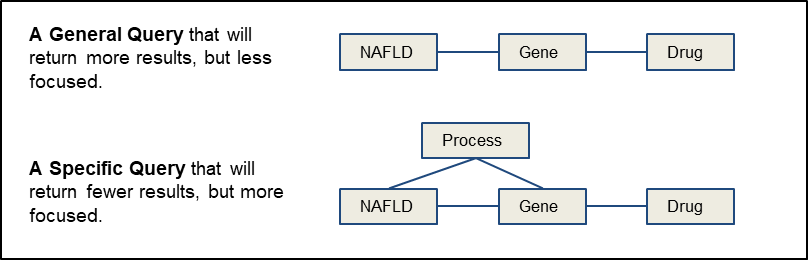 A General Query that will
return more results, but less
focused.
NAFLD
Gene
Drug
Process
A Specific Query that will
return fewer results, but more
focused.
NAFLD
Gene
Drug